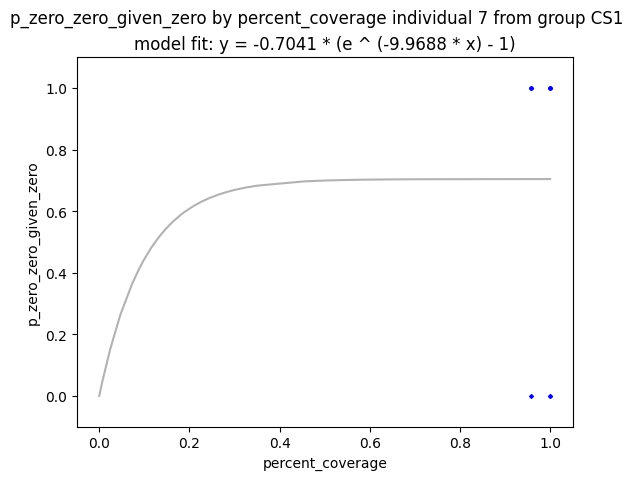 p_zero_zero_given_zero by percent_coverage individual 7 from group CS1
model fit: y = -0.7041 * (e ^ (-9.9688 * x) - 1)
1.0
0.8
0.6
0.4
0.2
0.0
p_zero_zero_given_zero
0.0 0.2 0.4 0.6 0.8 1.0
percent_coverage